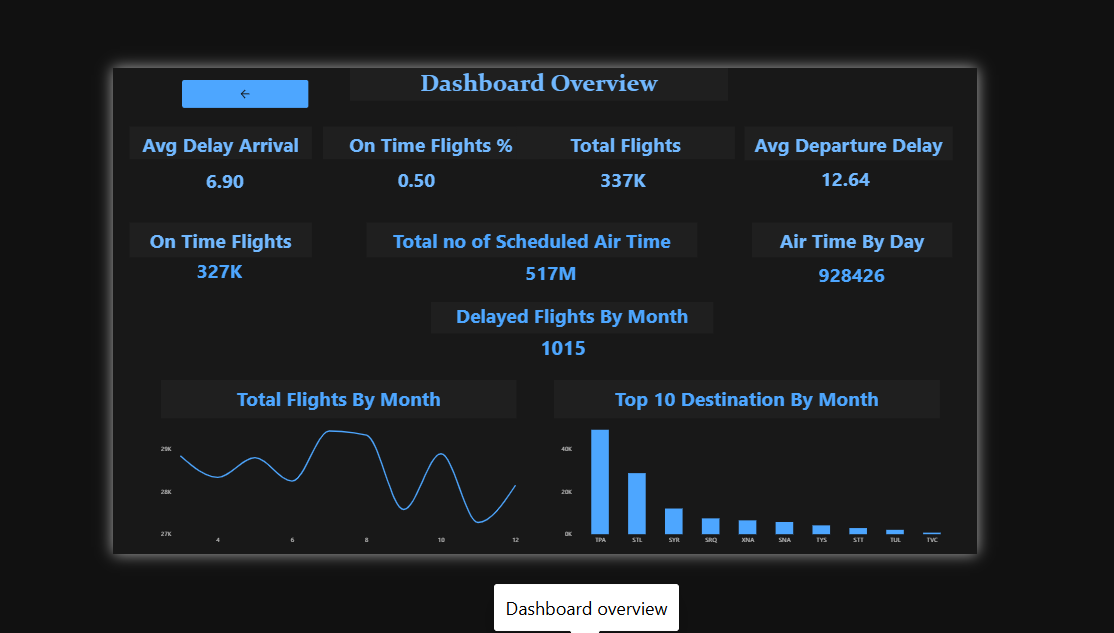 Dashboard Overview
Avg Delay Arrival
On Time Flights %
Total Flights
Avg Departure Delay
6.90
0.50
337K
12.64
On Time Flights
Total no of Scheduled Air Time
Air Time By Day
327K
517M
928426
Delayed Flights By Month
1015
Total Flights By Month
29K
28K
27K
4 6 8 10 12
Top 10 Destination By Month
40K
20K
0K
TPA STL SYR SRQ XNA SNA TYS STT TUL TVC
Dashboard overview